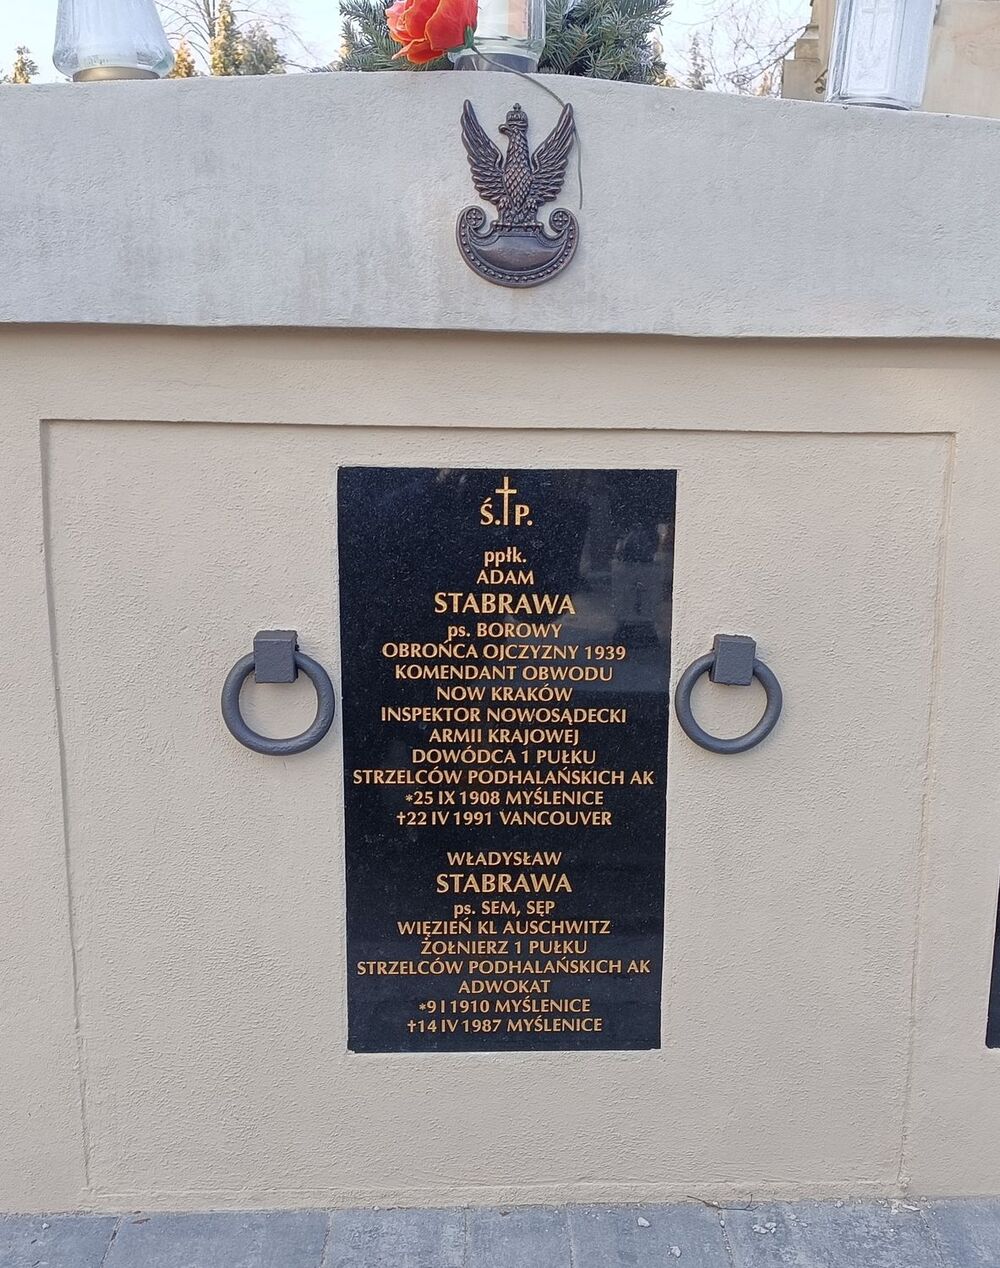 Ś.†P.
ppłk.
ADAM
STABRAWA
ps. BOROWY
OBROŃCA OJCZYZNY 1939
KOMENDANT OBWODU
NOW KRAKÓW
INSPEKTOR NOWOSĄDECKI
ARMII KRAJOWEJ
DOWÓDCA 1 PUŁKU
STRZELCÓW PODHALAŃSKICH AK
*25 IX 1908 MYŚLENICE
†22 IV 1991 VANCOUVER
WŁADYSŁAW
STABRAWA
ps. SEM, SĘP
WIĘZIEŃ KL AUSCHWITZ
ŻOŁNIERZ 1 PUŁKU
STRZELCÓW PODHALAŃSKICH AK
ADWOKAT
*9 I 1910 MYŚLENICE
†14 IV 1987 MYŚLENICE